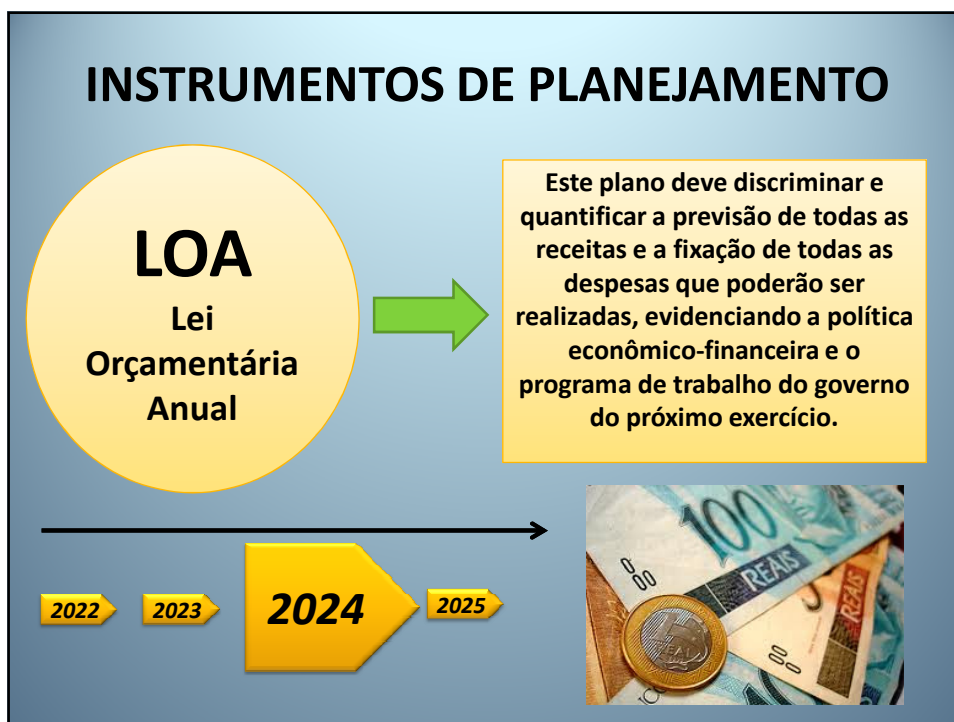 INSTRUMENTOS DE PLANEJAMENTO
LOA
Lei
Orçamentária
Anual
Este plano deve discriminar e
quantificar a previsão de todas as
receitas e a fixação de todas as
despesas que poderão ser
realizadas, evidenciando a política
econômico-financeira e o
programa de trabalho do governo
do próximo exercício.
2022
2023
2024
2025
100
REAIS
REAIS
REAL